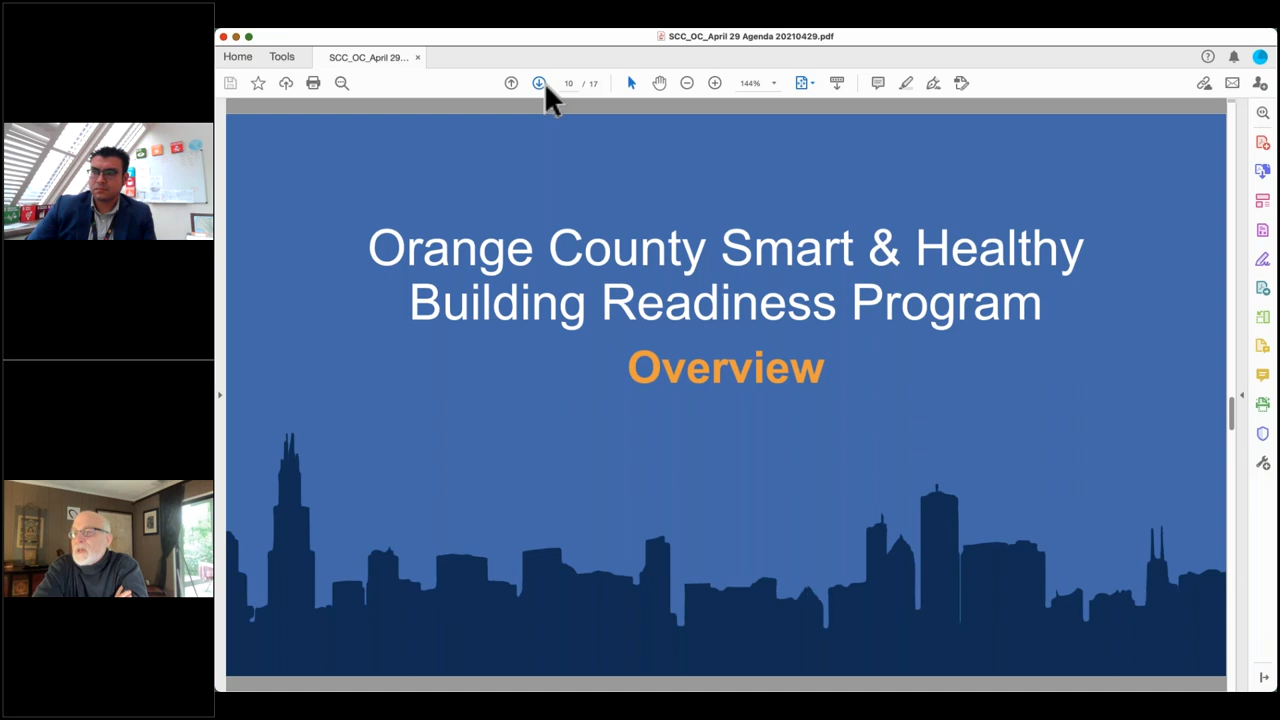 SCC_OC_April 29 Agenda 20210429.pdf
Home
Tools
SCC_OC_April 29... ×
10 / 17
144%
Orange County Smart & Healthy
Building Readiness Program
Overview